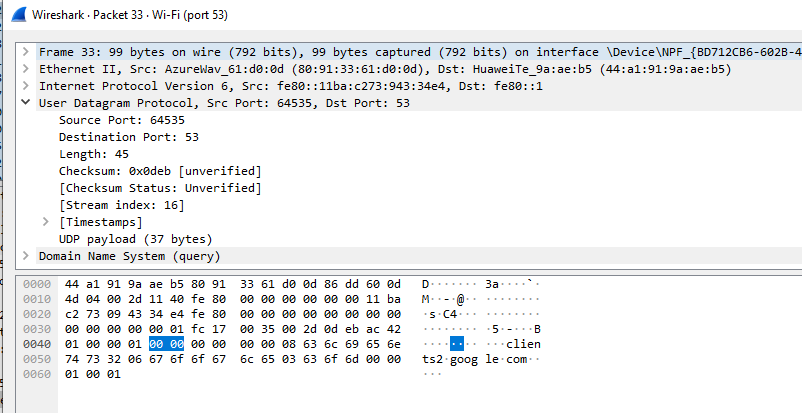 Wireshark · Packet 33 · Wi-Fi (port 53)
Frame 33: 99 bytes on wire (792 bits), 99 bytes captured (792 bits) on interface \Device\NPF_{BD712CB6-602B-4
Ethernet II, Src: AzureWav_61:d0:0d (80:91:33:61:d0:0d), Dst: HuaweiTe_9a:ae:b5 (44:a1:91:9a:ae:b5)
Internet Protocol Version 6, Src: fe80::11ba:c273:943:34e4, Dst: fe80::1
User Datagram Protocol, Src Port: 64535, Dst Port: 53
Source Port: 64535
Destination Port: 53
Length: 45
Checksum: 0x0deb [unverified]
[Checksum Status: Unverified]
[Stream index: 16]
[Timestamps]
UDP payload (37 bytes)
Domain Name System (query)
0000 44 a1 91 9a ae b5 80 91 33 61 d0 0d 86 dd 60 0d D······· 3a····`·
0010 4d 04 00 2d 11 40 fe 80 00 00 00 00 00 00 11 ba M··-·@·· ········
0020 c2 73 09 43 34 e4 fe 80 00 00 00 00 00 00 00 00 ·s·C4··· ········
0030 00 00 00 00 00 01 fc 17 00 35 00 2d 0d eb ac 42 ········ ·5·-···B
0040 01 00 00 01 00 00 00 00 00 00 08 63 6c 69 65 6e ········ ···clien
0050 74 73 32 06 67 6f 6f 67 6c 65 03 63 6f 6d 00 00 ts2·goog le·com··
0060 01 00 01 ···